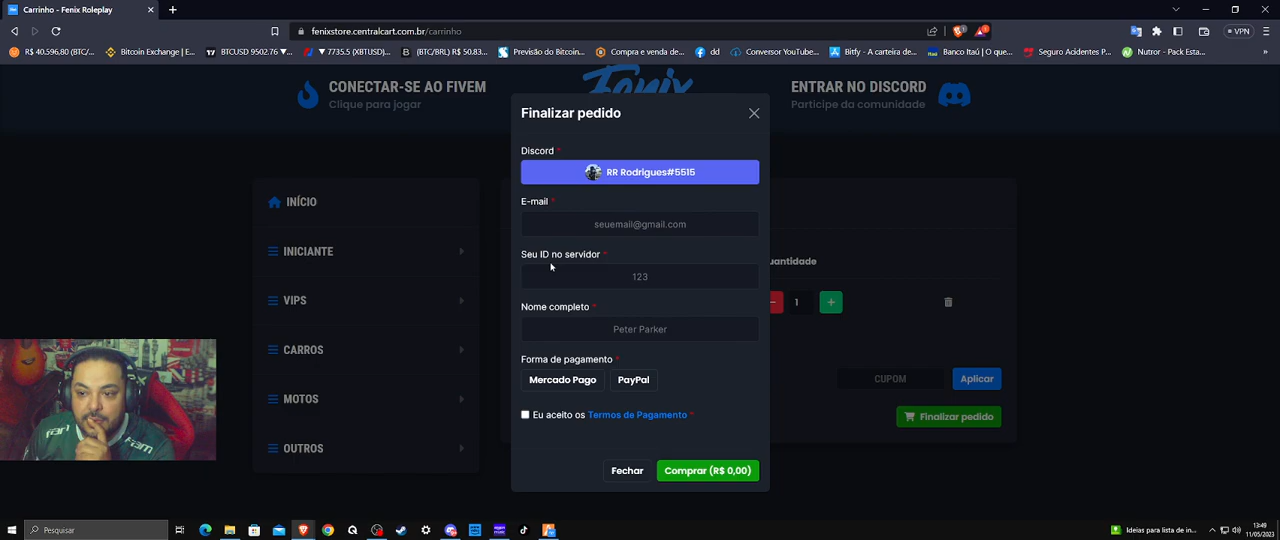 Carrinho - Fenix Roleplay
fenixstore.centralcart.com.br/carrinho
VPN
R$ 40.596,80 (BTC/...
Bitcoin Exchange | E...
BTCUSD 9502.76 ▼...
▼ 7735.5 (XBTUSD)...
(BTC/BRL) R$ 50.83...
Previsão do Bitcoin...
Compra e venda de...
dd
Conversor YouTube...
Bitfy - A carteira de...
Banco Itaú | O que...
Seguro Acidentes P...
Nutror - Pack Esta...
»
CONECTAR-SE AO FIVEM
Clique para jogar
Fenix
ENTRAR NO DISCORD
Participe da comunidade
Finalizar pedido
Discord *
RR Rodrigues#5515
E-mail *
seuemali@gmail.com
Seu ID no servidor *
123
Nome completo *
Peter Parker
Forma de pagamento *
Mercado Pago PayPal
Eu aceito os Termos de Pagamento *
Fechar Comprar (R$ 0,00)
INÍCIO
INICIANTE
VIPS
CARROS
MOTOS
OUTROS
uantidade
− 1 +
CUPOM Aplicar
Finalizar pedido
Pesquisar
Ideias para lista de in...
13:49
11/05/2023